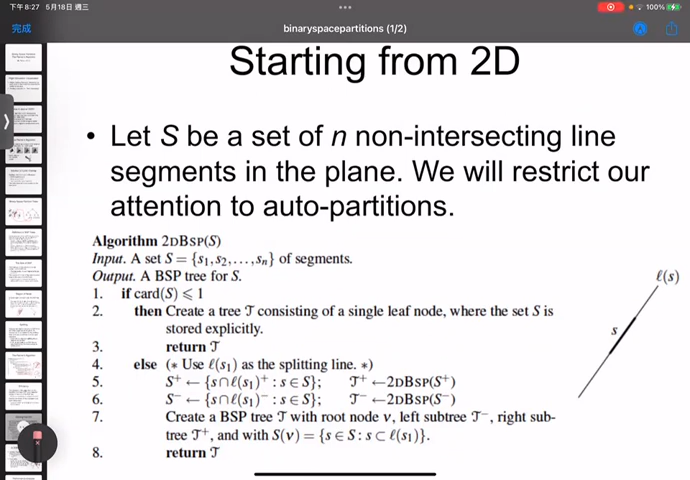 下午8:27 5月18日 週三
100%
完成
binaryspacepartitions (1/2)
Starting from 2D
• Let S be a set of n non-intersecting line
segments in the plane. We will restrict our
attention to auto-partitions.
Algorithm 2DBSP(S)
Input. A set S = {s₁, s₂, . . . , sₙ} of segments.
Output. A BSP tree for S.
1. if card(S) ⩽ 1
2. then Create a tree 𝒯 consisting of a single leaf node, where the set S is
stored explicitly.
3. return 𝒯
4. else (∗ Use ℓ(s₁) as the splitting line. ∗)
5. S⁺ ← {s∩ℓ(s₁)⁺ : s ∈ S}; 𝒯⁺ ← 2DBSP(S⁺)
6. S⁻ ← {s∩ℓ(s₁)⁻ : s ∈ S}; 𝒯⁻ ← 2DBSP(S⁻)
7. Create a BSP tree 𝒯 with root node ν, left subtree 𝒯⁻, right sub-
tree 𝒯⁺, and with S(ν) = {s ∈ S : s ⊂ ℓ(s₁)}.
8. return 𝒯
ℓ(s)
s